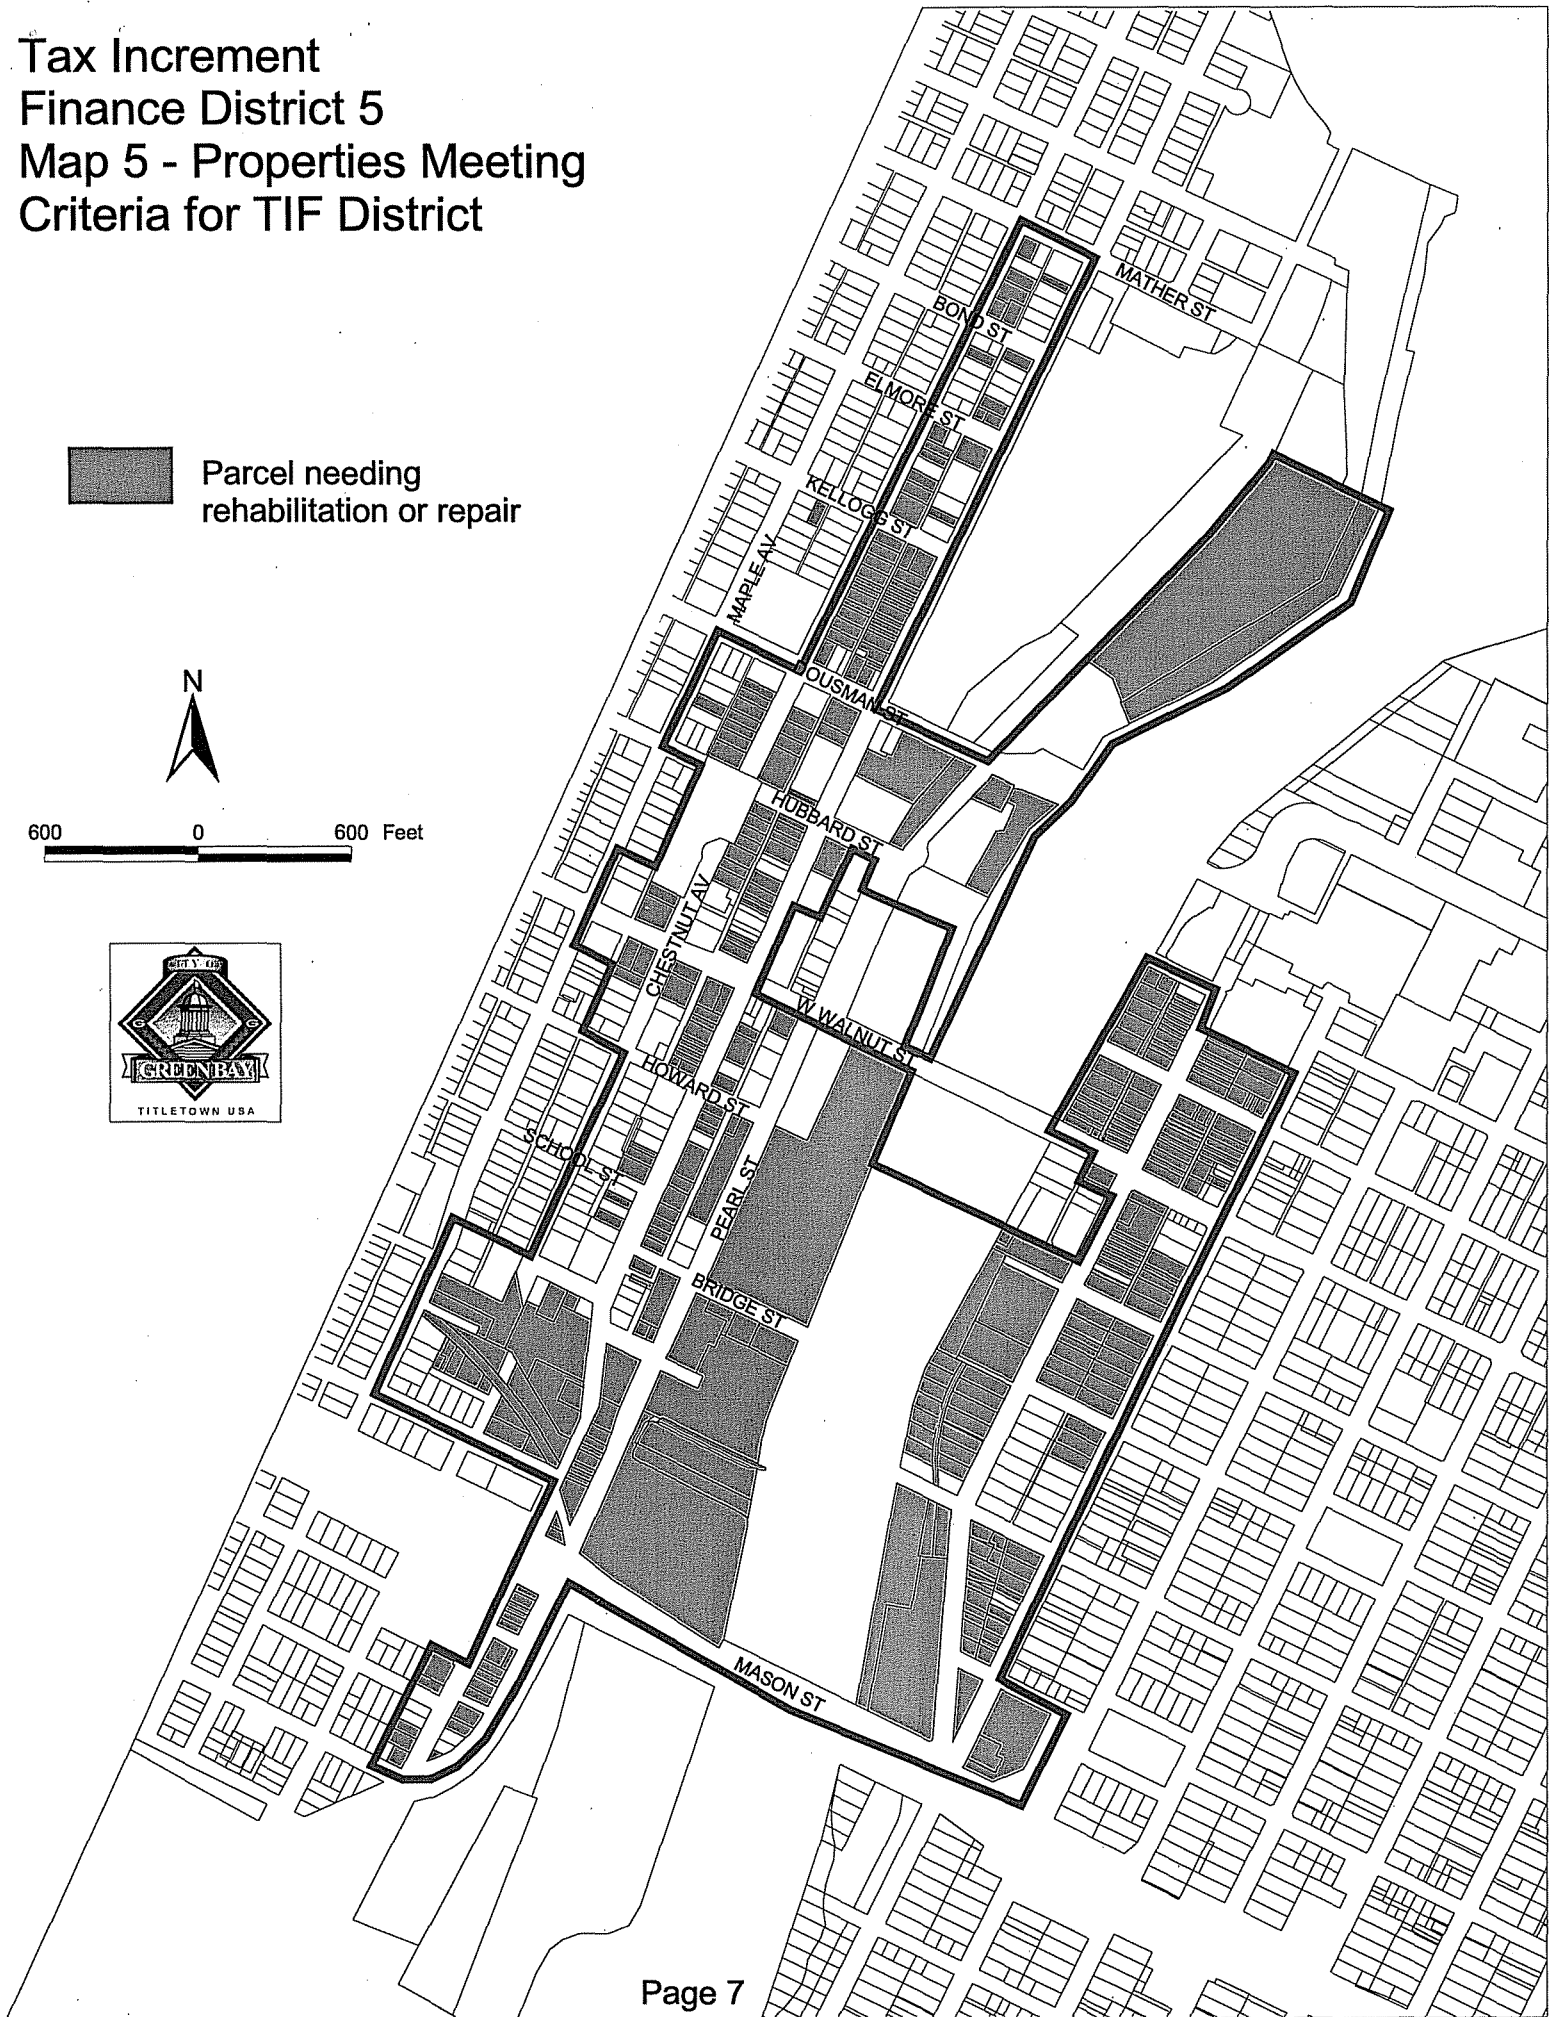 Tax Increment
Finance District 5
Map 5 - Properties Meeting
Criteria for TIF District
MATHER ST
BOND ST
ELMORE ST
Parcel needing
rehabilitation or repair
KELLOGG ST
MAPLE AV
N
DOUSMAN ST
HUBBARD ST
600 0 600 Feet
CHESTNUT AV
CITY OF
G G
GREEN BAY
TITLETOWN USA
W WALNUT ST
HOWARD ST
SCHOOL ST
PEARL ST
BRIDGE ST
MASON ST
Page 7